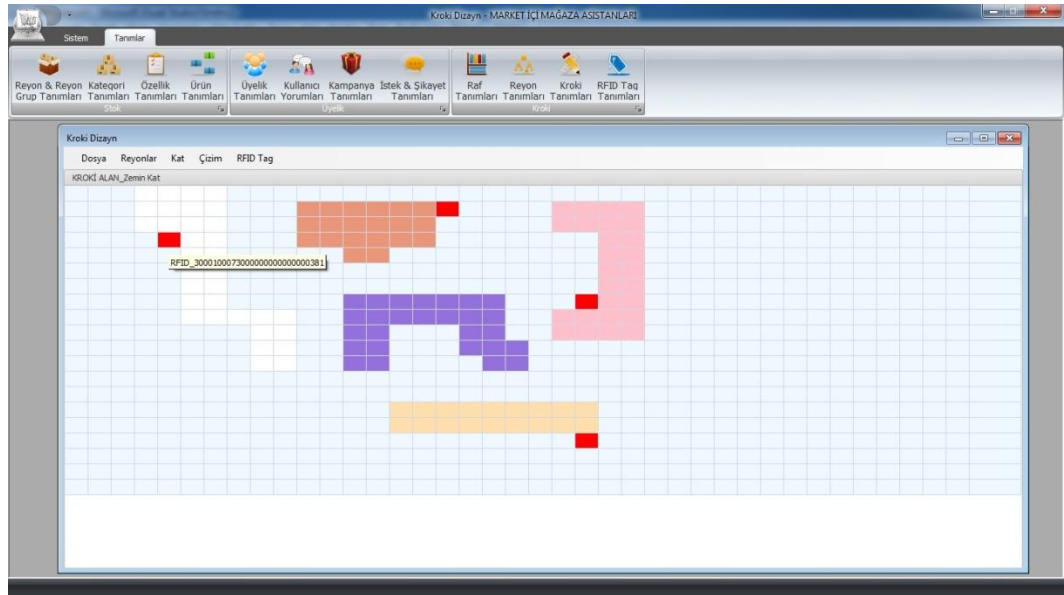 Kroki Dizayn - MARKET İÇİ MAĞAZA ASİSTANLARI
Sistem Tanımlar
Reyon & Reyon Kategori Özellik Ürün Üyelik Kullanıcı Kampanya İstek & Şikayet Raf Reyon Kroki RFID Tag
Grup Tanımları Tanımları Tanımları Tanımları Tanımları Yorumları Tanımları Tanımları Tanımları Tanımları Tanımları Tanımları
Stok Üyelik Kroki
Kroki Dizayn
Dosya Reyonlar Kat Çizim RFID Tag
KROKİ ALAN_Zemin Kat